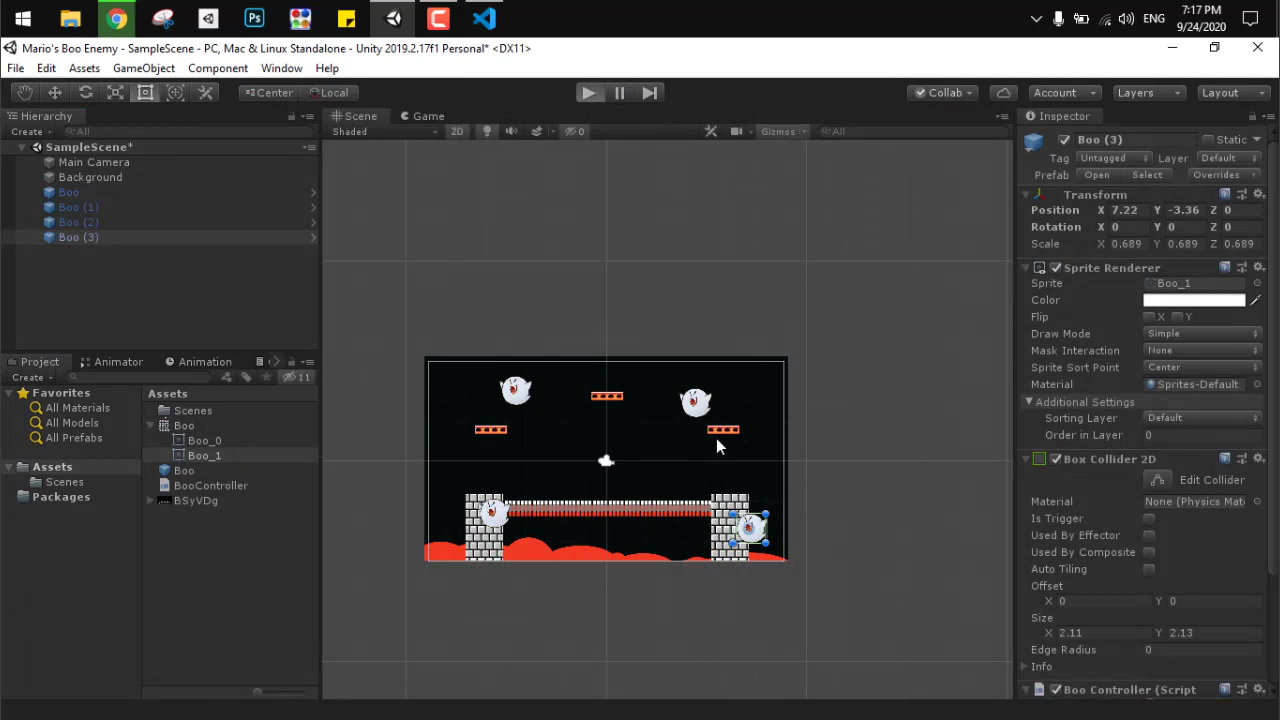 7:17 PM
ENG
9/24/2020
Mario's Boo Enemy - SampleScene - PC, Mac & Linux Standalone - Unity 2019.2.17f1 Personal* <DX11>
File Edit Assets GameObject Component Window Help
Center Local Collab Account Layers Layout
Hierarchy Scene Game Inspector
Create All Shaded 2D 0 Gizmos All Boo (3) Static
SampleScene*
Main Camera Tag Untagged Layer Default
Background Prefab Open Select Overrides
Boo Transform
Boo (1) Position X 7.22 Y -3.36 Z 0
Boo (2) Rotation X 0 Y 0 Z 0
Boo (3) Scale X 0.689 Y 0.689 Z 0.689
Sprite Renderer
Sprite Boo_1
Color
Flip X Y
Draw Mode Simple
Mask Interaction None
Project Animator Animation Sprite Sort Point Center
Create 11 Material Sprites-Default
Favorites Assets Additional Settings
All Materials Scenes Sorting Layer Default
All Models Boo Order in Layer 0
All Prefabs Boo_0
Boo_1 Box Collider 2D
Assets Boo Edit Collider
Scenes BooController
Packages BSyVDg Material None (Physics Mat
Is Trigger
Used By Effector
Used By Composite
Auto Tiling
Offset
X 0 Y 0
Size
X 2.11 Y 2.13
Edge Radius 0
Info
Boo Controller (Script